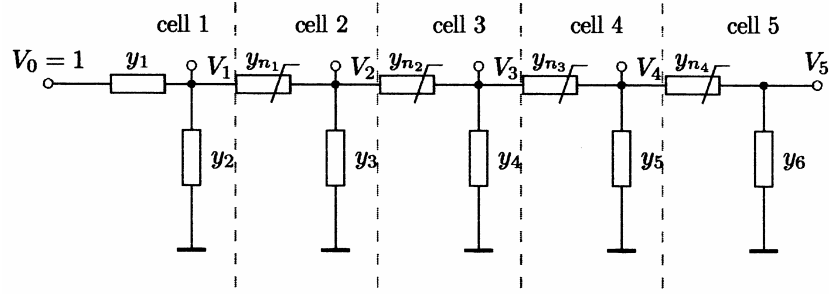 cell 1 cell 2 cell 3 cell 4 cell 5
V₀ = 1 y₁ V₁ yₙ₁ V₂ yₙ₂ V₃ yₙ₃ V₄ yₙ₄ V₅
y₂ y₃ y₄ y₅ y₆